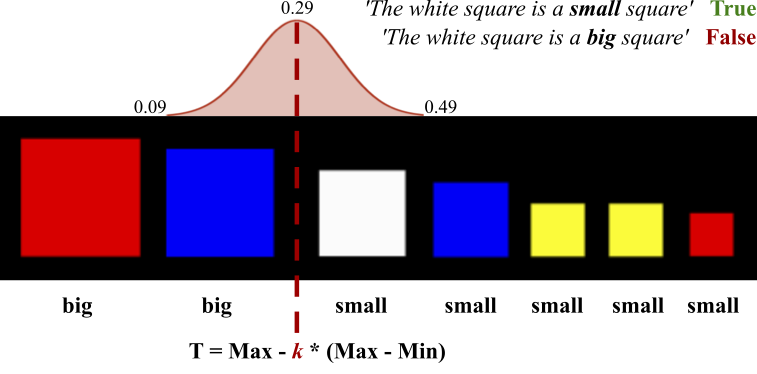 0.29
'The white square is a small square' True
'The white square is a big square' False
0.09
0.49
big big small small small small small
T = Max - k * (Max - Min)